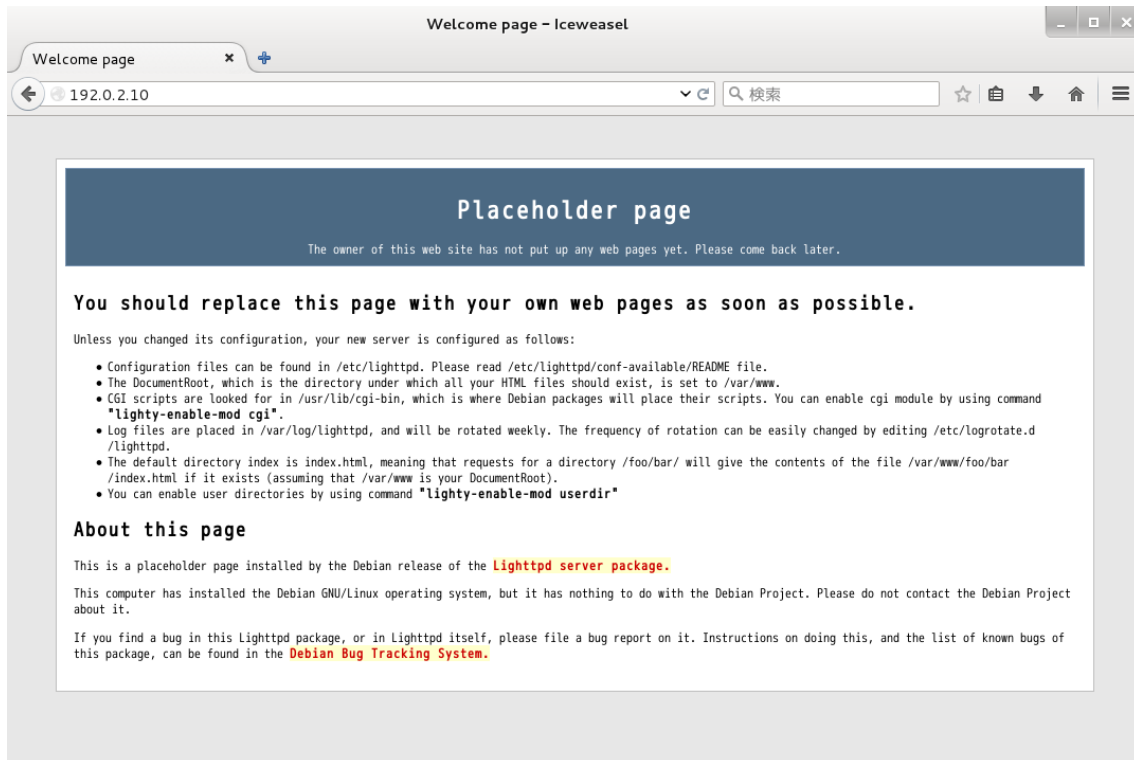 Welcome page – Iceweasel
Welcome page
192.0.2.10
検索
Placeholder page
The owner of this web site has not put up any web pages yet. Please come back later.
You should replace this page with your own web pages as soon as possible.
Unless you changed its configuration, your new server is configured as follows:
Configuration files can be found in /etc/lighttpd. Please read /etc/lighttpd/conf-available/README file.
The DocumentRoot, which is the directory under which all your HTML files should exist, is set to /var/www.
CGI scripts are looked for in /usr/lib/cgi-bin, which is where Debian packages will place their scripts. You can enable cgi module by using command
"lighty-enable-mod cgi".
Log files are placed in /var/log/lighttpd, and will be rotated weekly. The frequency of rotation can be easily changed by editing /etc/logrotate.d
/lighttpd.
The default directory index is index.html, meaning that requests for a directory /foo/bar/ will give the contents of the file /var/www/foo/bar
/index.html if it exists (assuming that /var/www is your DocumentRoot).
You can enable user directories by using command "lighty-enable-mod userdir"
About this page
This is a placeholder page installed by the Debian release of the Lighttpd server package.
This computer has installed the Debian GNU/Linux operating system, but it has nothing to do with the Debian Project. Please do not contact the Debian Project
about it.
If you find a bug in this Lighttpd package, or in Lighttpd itself, please file a bug report on it. Instructions on doing this, and the list of known bugs of
this package, can be found in the Debian Bug Tracking System.